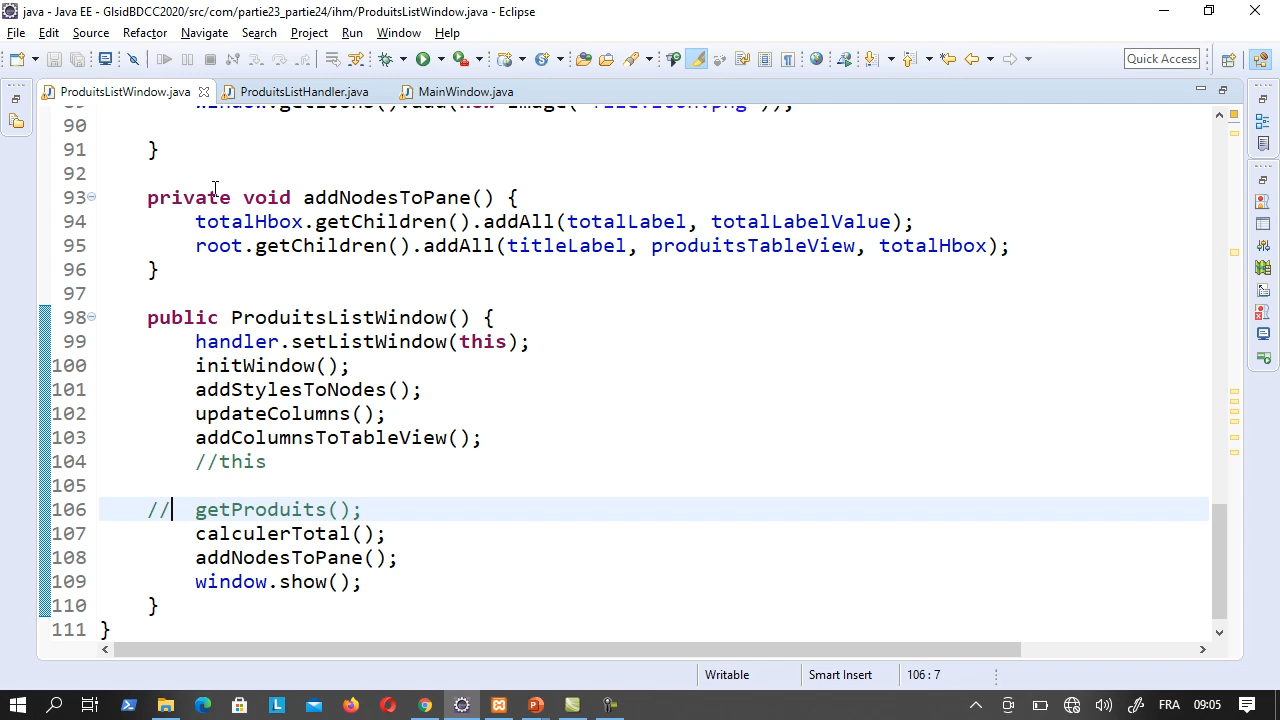 java - Java EE - GlsidBDCC2020/src/com/partie23_partie24/ihm/ProduitsListWindow.java - Eclipse
File Edit Source Refactor Navigate Search Project Run Window Help
Quick Access
ProduitsListWindow.java ProduitsListHandler.java MainWindow.java
90
91 }
92
93 private void addNodesToPane() {
94 totalHbox.getChildren().addAll(totalLabel, totalLabelValue);
95 root.getChildren().addAll(titleLabel, produitsTableView, totalHbox);
96 }
97
98 public ProduitsListWindow() {
99 handler.setListWindow(this);
100 initWindow();
101 addStylesToNodes();
102 updateColumns();
103 addColumnsToTableView();
104 //this
105
106 // getProduits();
107 calculerTotal();
108 addNodesToPane();
109 window.show();
110 }
111 }
Writable Smart Insert 106 : 7
FRA 09:05